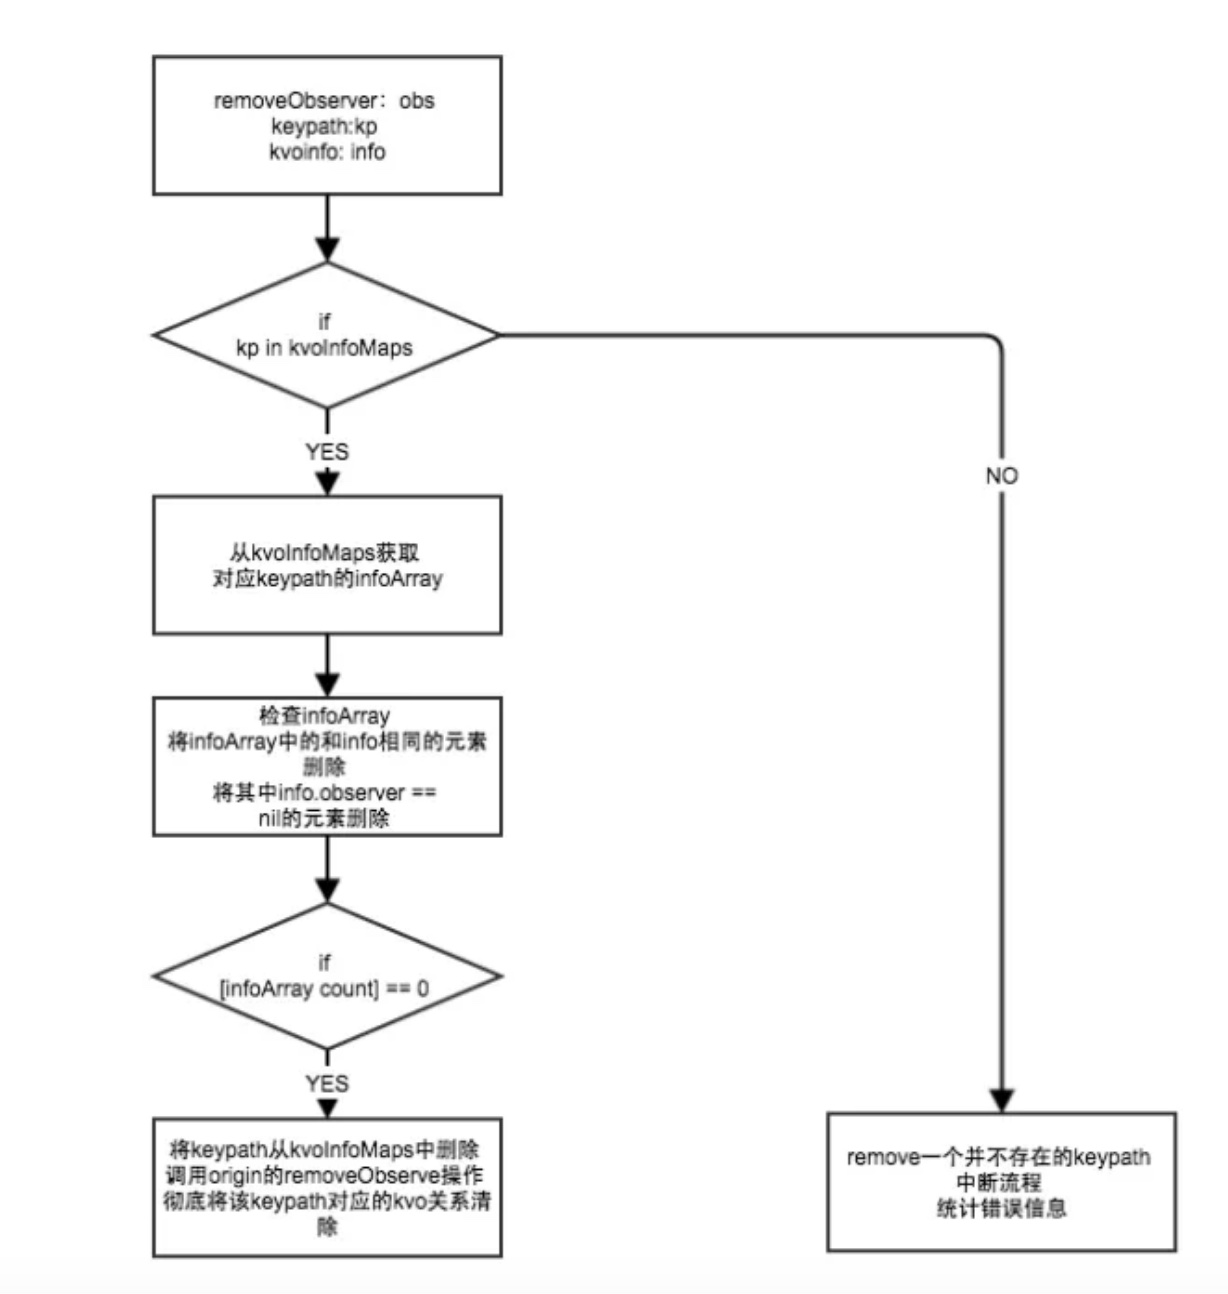 removeObserver：obs
keypath:kp
kvoinfo: info
if
kp in kvoInfoMaps
YES
NO
从kvoInfoMaps获取
对应keypath的infoArray
检查infoArray
将infoArray中的和info相同的元素
删除
将其中info.observer ==
nil的元素删除
if
[infoArray count] == 0
YES
将keypath从kvoInfoMaps中删除
调用origin的removeObserve操作
彻底将该keypath对应的kvo关系清
除
remove一个并不存在的keypath
中断流程
统计错误信息